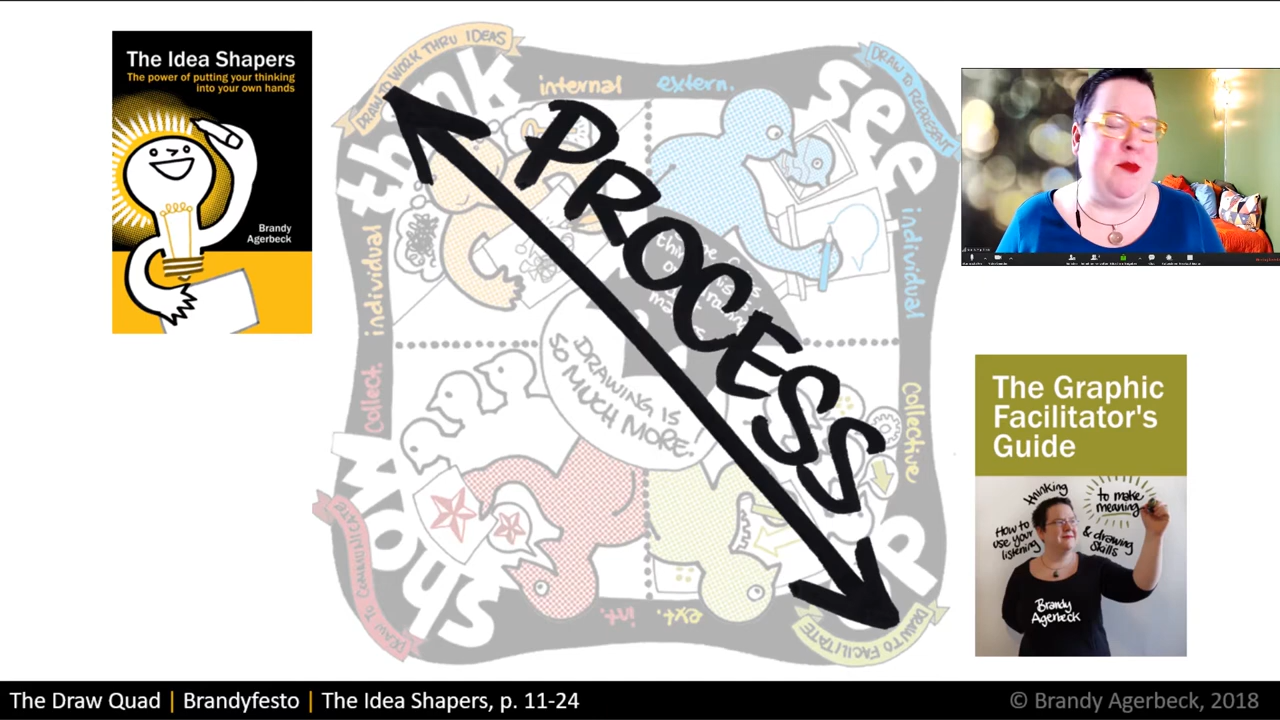 The Idea Shapers
The power of putting your thinking
into your own hands
Brandy
Agerbeck
DRAW TO WORK THRU IDEAS
think
internal
extern.
see
DRAW TO REPRESENT
individual
individual
PROCESS
DRAWING IS
SO MUCH MORE!
collect.
collective
show
DRAW TO COMMUNICATE
int.
ext.
DRAW TO FACILITATE
The Graphic
Facilitator's
Guide
thinking
to make
meaning
How to
use your
listening
& drawing
skills
Brandy
Agerbeck
The Draw Quad | Brandyfesto | The Idea Shapers, p. 11-24
© Brandy Agerbeck, 2018